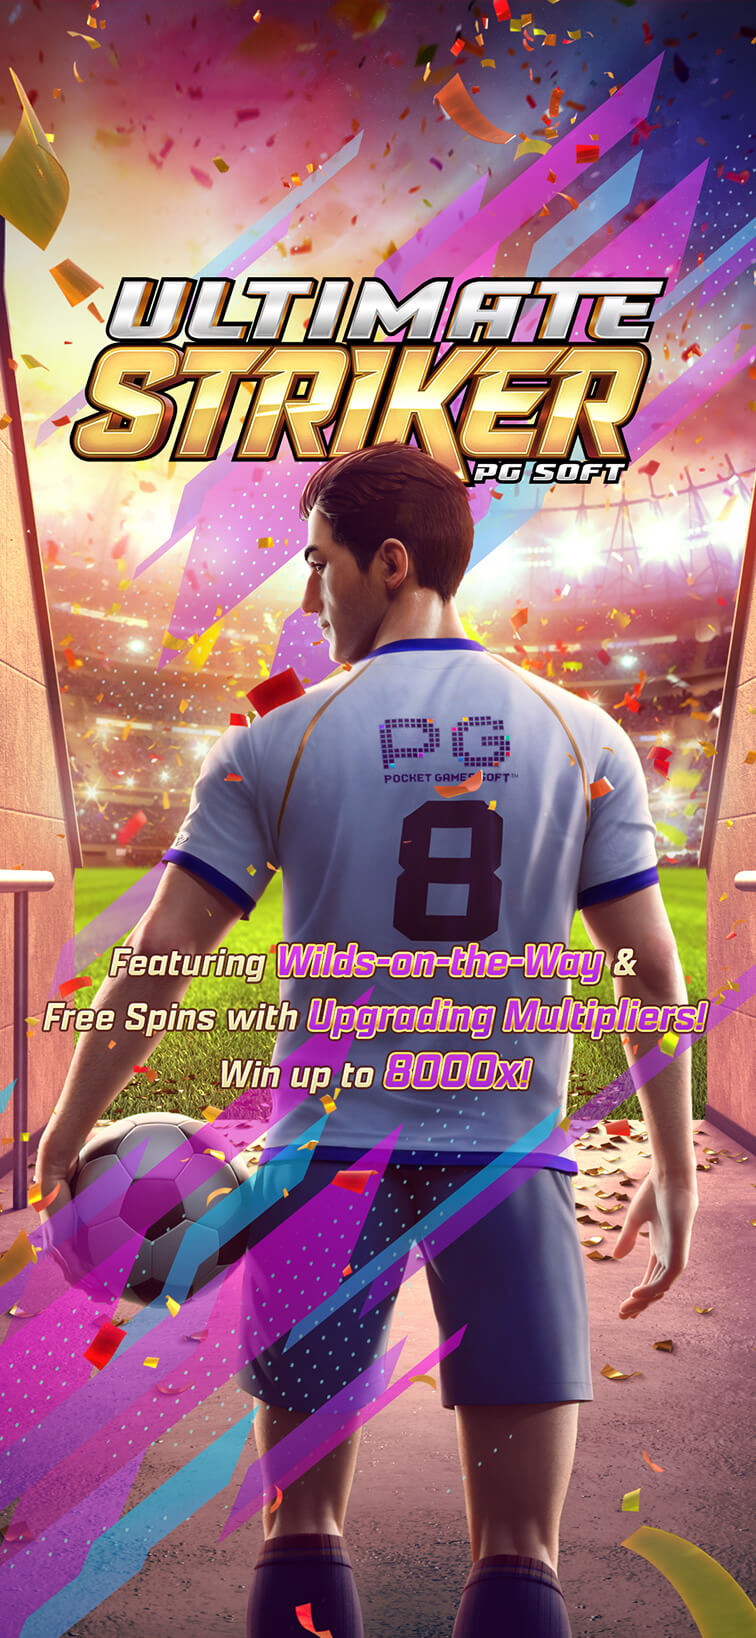 ULTIMATE
STRIKER
PG SOFT
PG
POCKET GAMES SOFT™
8
Featuring Wilds-on-the-Way &
Free Spins with Upgrading Multipliers!
Win up to 8000x!